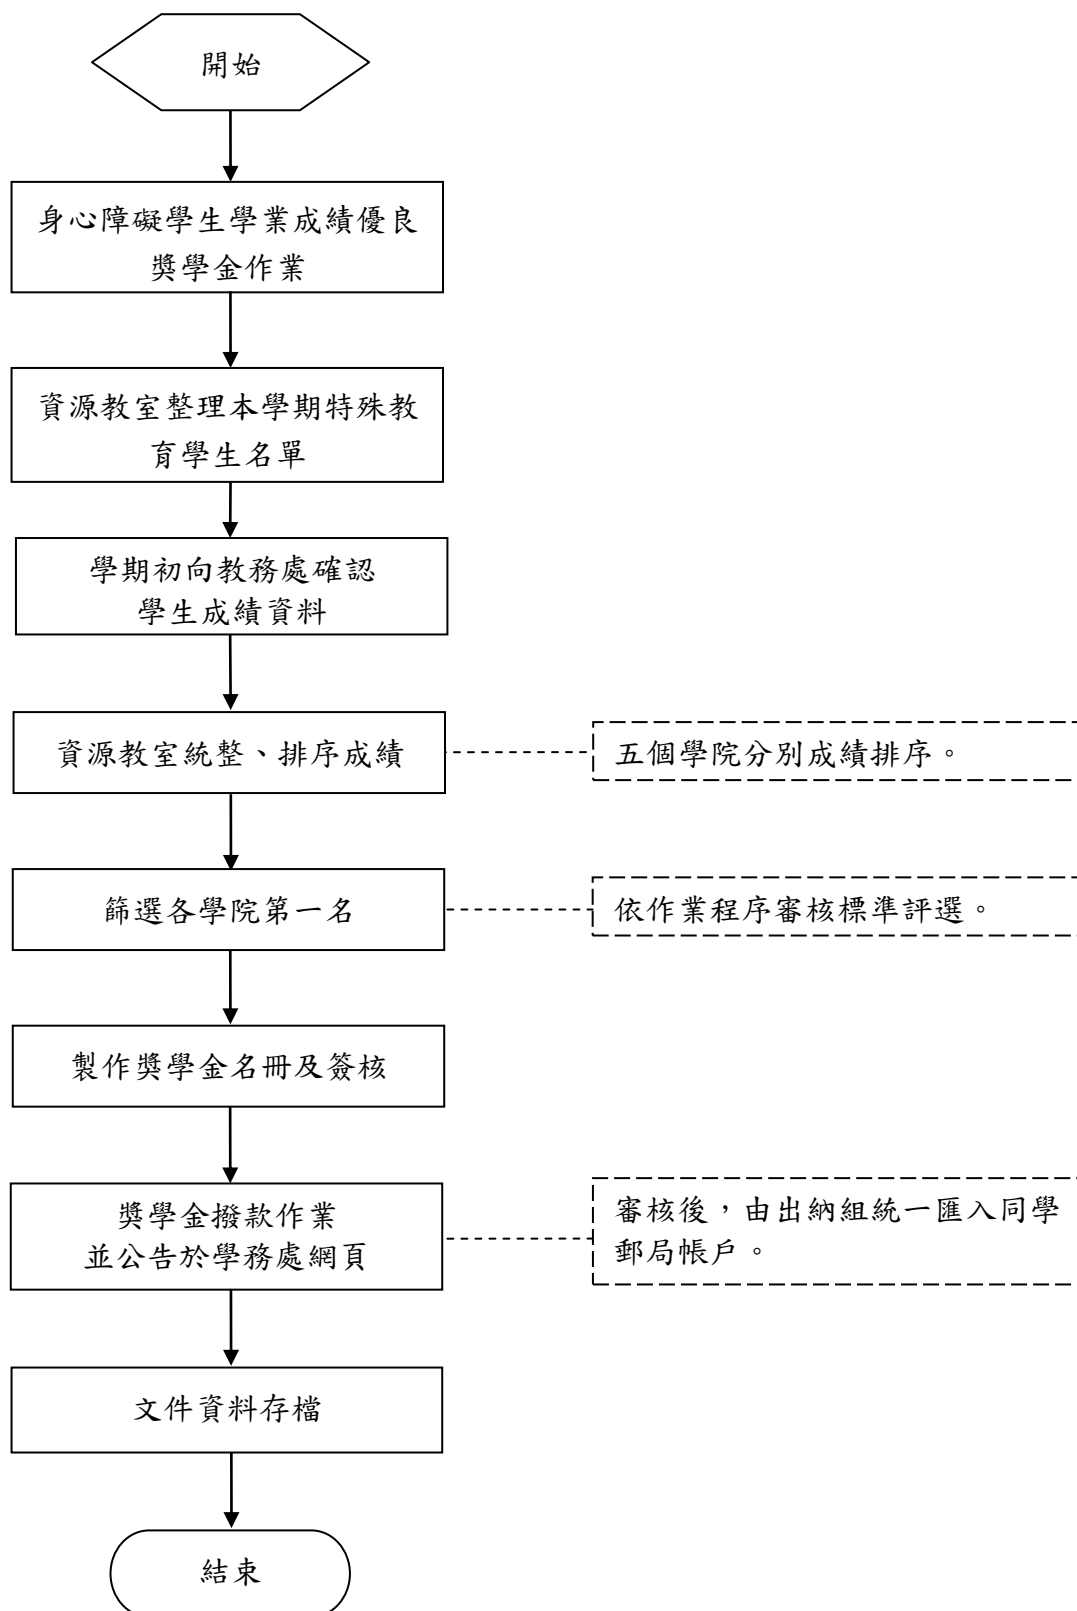 開始
身心障礙學生學業成績優良
獎學金作業
資源教室整理本學期特殊教
育學生名單
學期初向教務處確認
學生成績資料
資源教室統整、排序成績
五個學院分別成績排序。
篩選各學院第一名
依作業程序審核標準評選。
製作獎學金名冊及簽核
獎學金撥款作業
並公告於學務處網頁
審核後，由出納組統一匯入同學
郵局帳戶。
文件資料存檔
結束